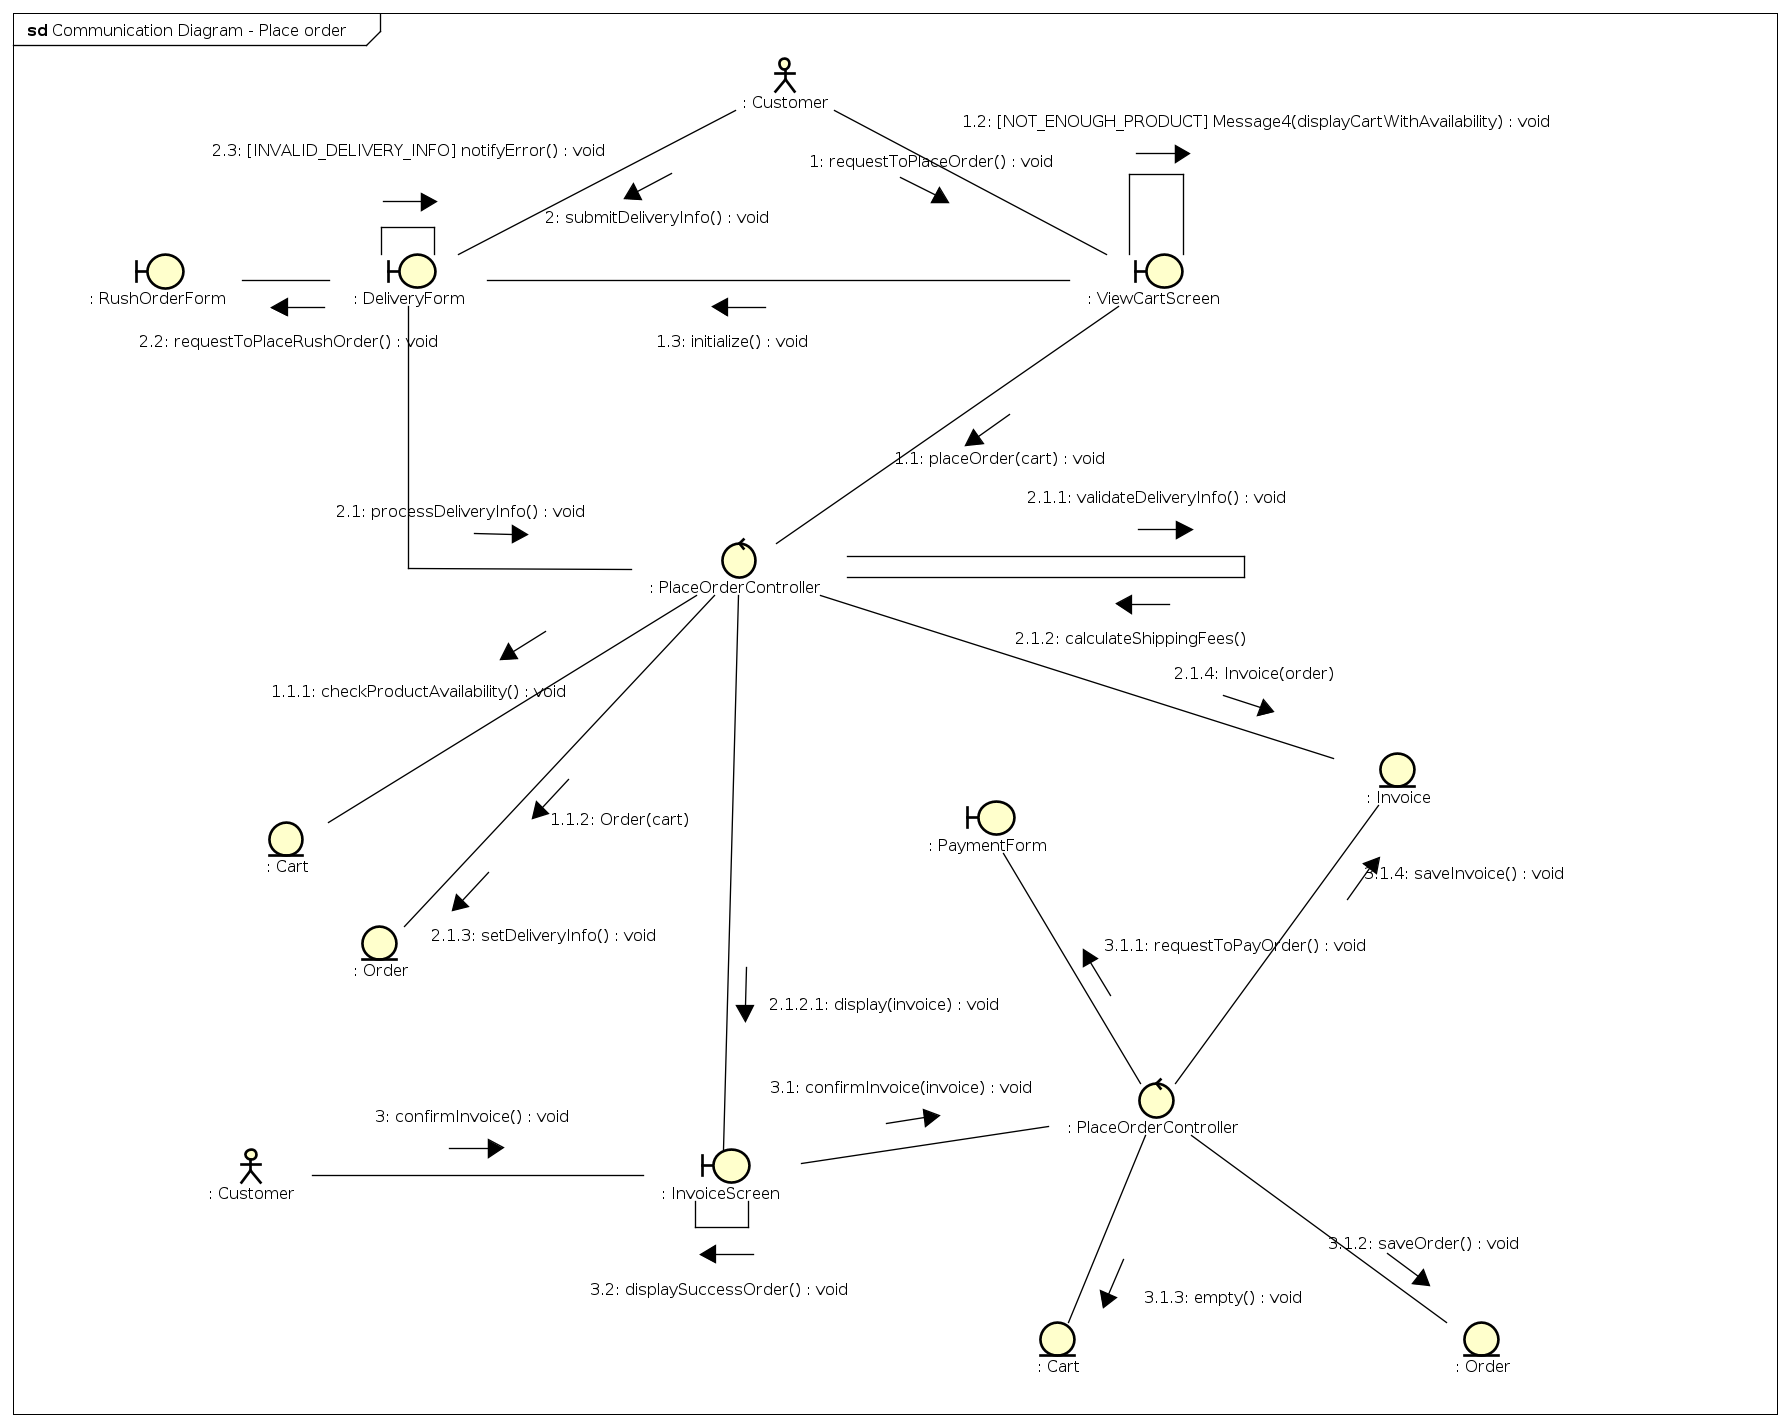 sd Communication Diagram - Place order
: Customer
1.2: [NOT_ENOUGH_PRODUCT] Message4(displayCartWithAvailability) : void
2.3: [INVALID_DELIVERY_INFO] notifyError() : void
1: requestToPlaceOrder() : void
2: submitDeliveryInfo() : void
: RushOrderForm
: DeliveryForm
: ViewCartScreen
2.2: requestToPlaceRushOrder() : void
1.3: initialize() : void
1.1: placeOrder(cart) : void
2.1.1: validateDeliveryInfo() : void
2.1: processDeliveryInfo() : void
: PlaceOrderController
2.1.2: calculateShippingFees()
2.1.4: Invoice(order)
1.1.1: checkProductAvailability() : void
: Invoice
1.1.2: Order(cart)
: PaymentForm
: Cart
3.1.4: saveInvoice() : void
2.1.3: setDeliveryInfo() : void
3.1.1: requestToPayOrder() : void
: Order
2.1.2.1: display(invoice) : void
3.1: confirmInvoice(invoice) : void
3: confirmInvoice() : void
: PlaceOrderController
: Customer
: InvoiceScreen
3.1.2: saveOrder() : void
3.2: displaySuccessOrder() : void
3.1.3: empty() : void
: Cart
: Order